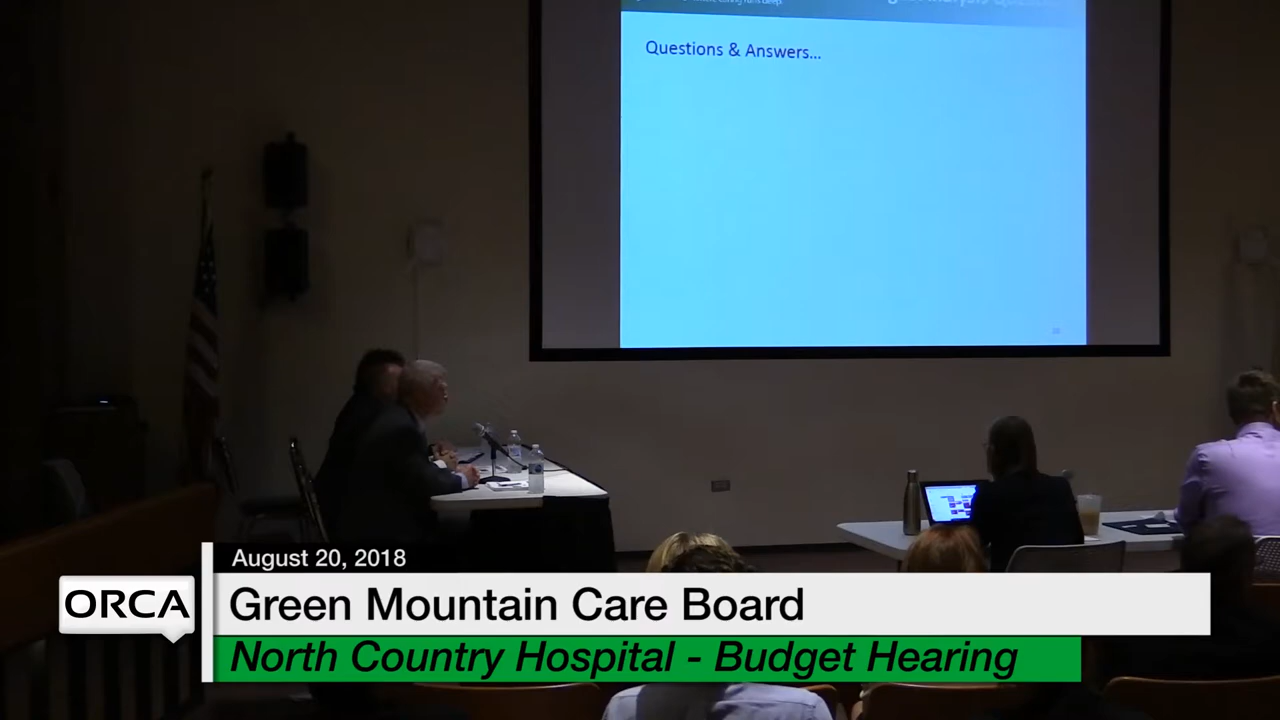 Questions & Answers...
August 20, 2018
ORCA
Green Mountain Care Board
North Country Hospital - Budget Hearing